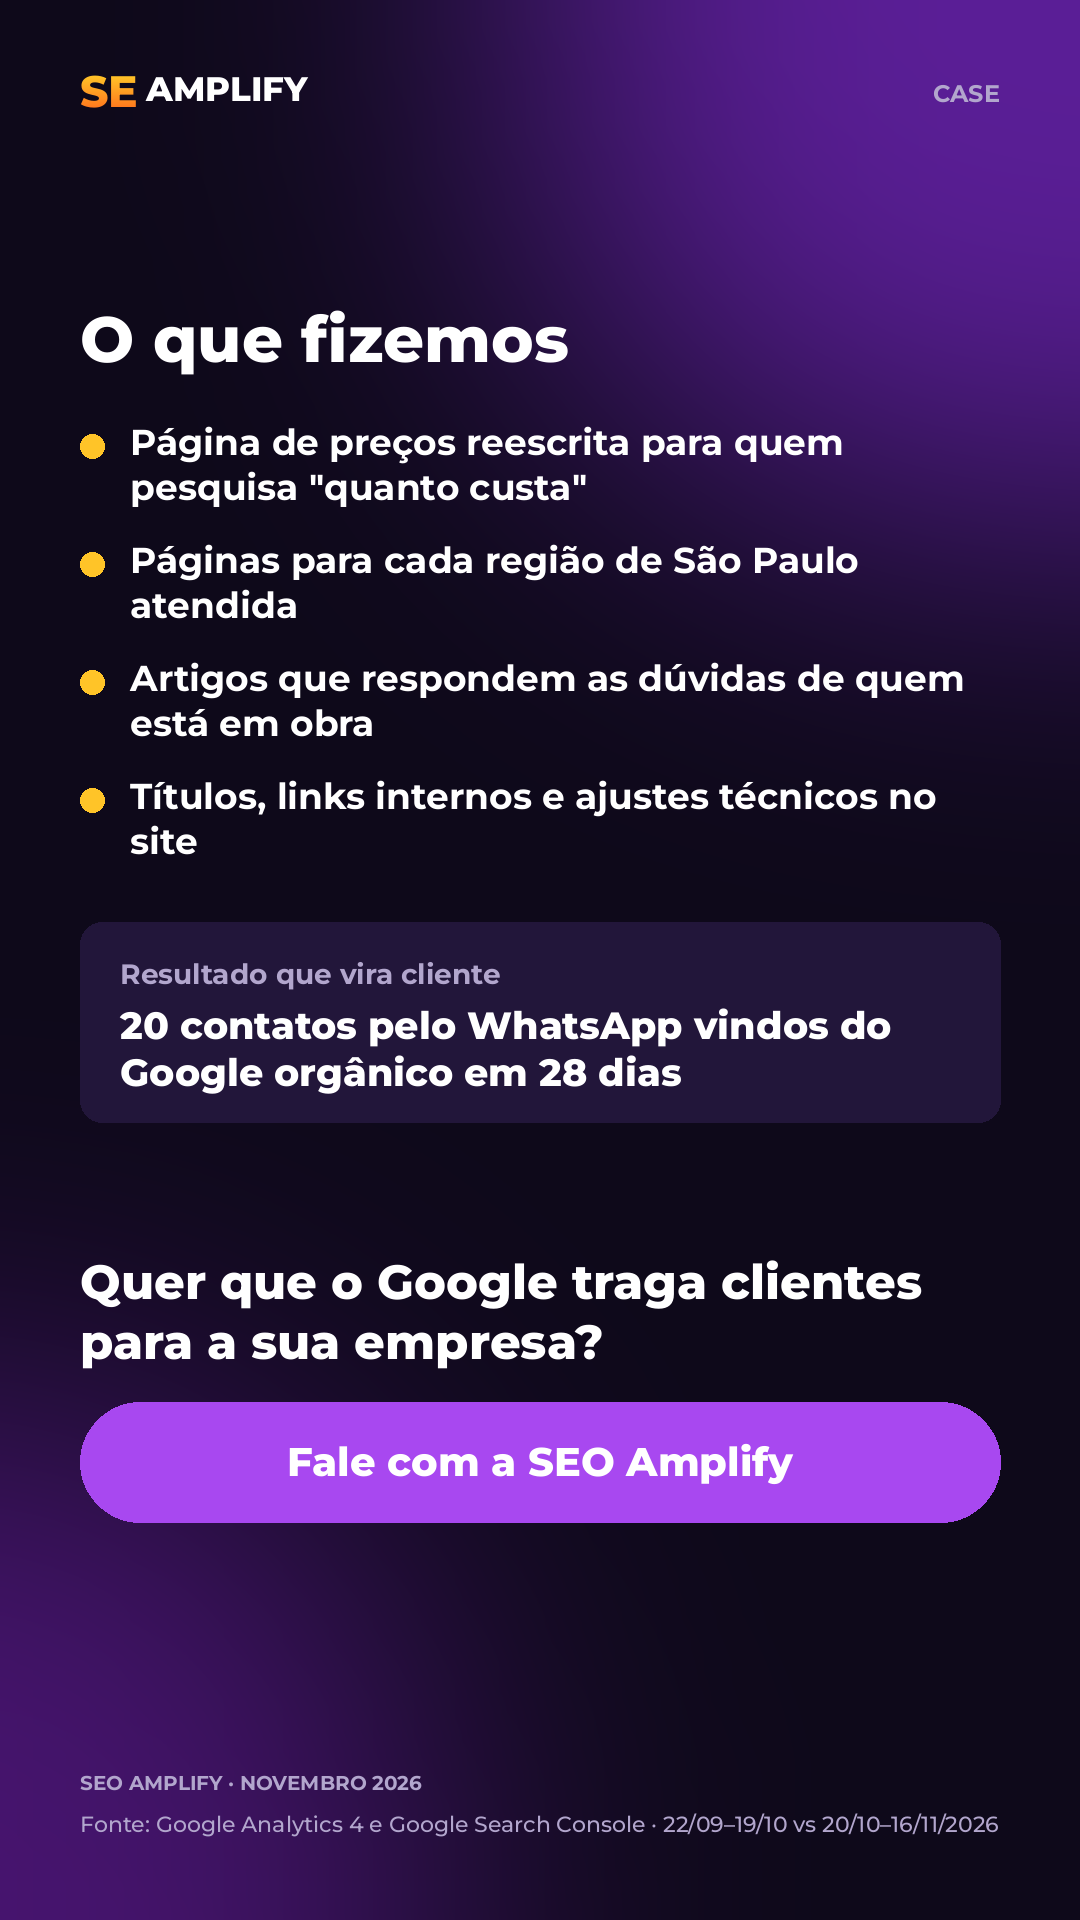 SE AMPLIFY
CASE
O que fizemos
Página de preços reescrita para quem
pesquisa "quanto custa"
Páginas para cada região de São Paulo
atendida
Artigos que respondem as dúvidas de quem
está em obra
Títulos, links internos e ajustes técnicos no
site
Resultado que vira cliente
20 contatos pelo WhatsApp vindos do
Google orgânico em 28 dias
Quer que o Google traga clientes
para a sua empresa?
Fale com a SEO Amplify
SEO AMPLIFY · NOVEMBRO 2026
Fonte: Google Analytics 4 e Google Search Console · 22/09–19/10 vs 20/10–16/11/2026